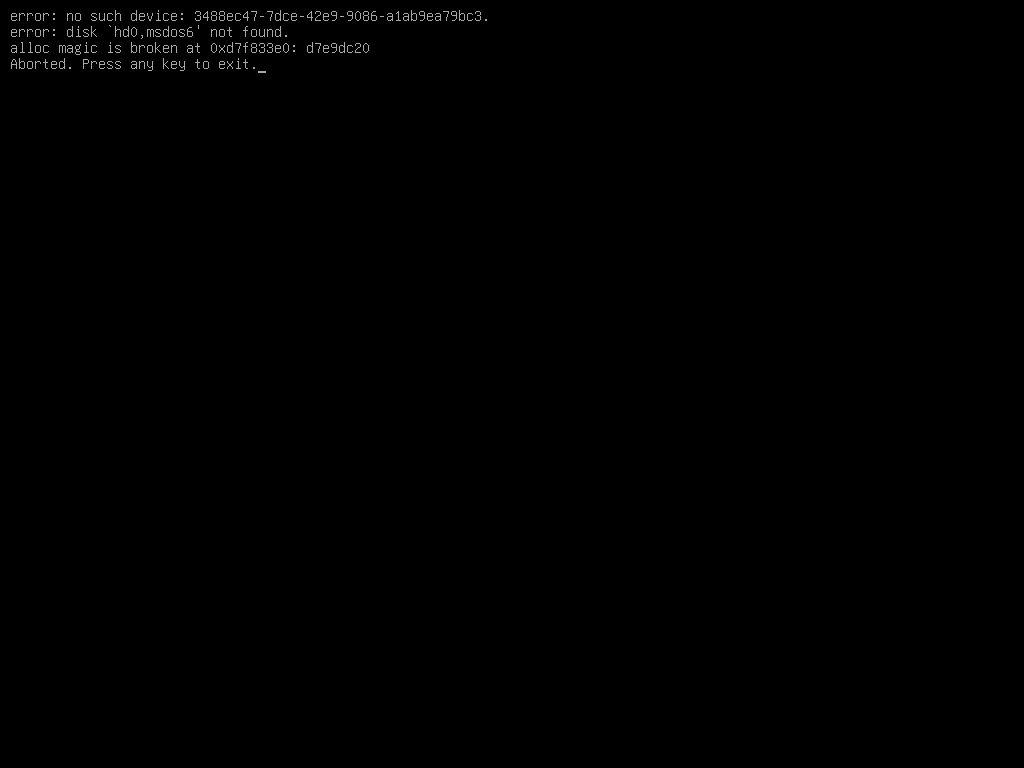 error: no such device: 3488ec47-7dce-42e9-9086-a1ab9ea79bc3.
error: disk `hd0,msdos6' not found.
alloc magic is broken at 0xd7f833e0: d7e9dc20
Aborted. Press any key to exit._